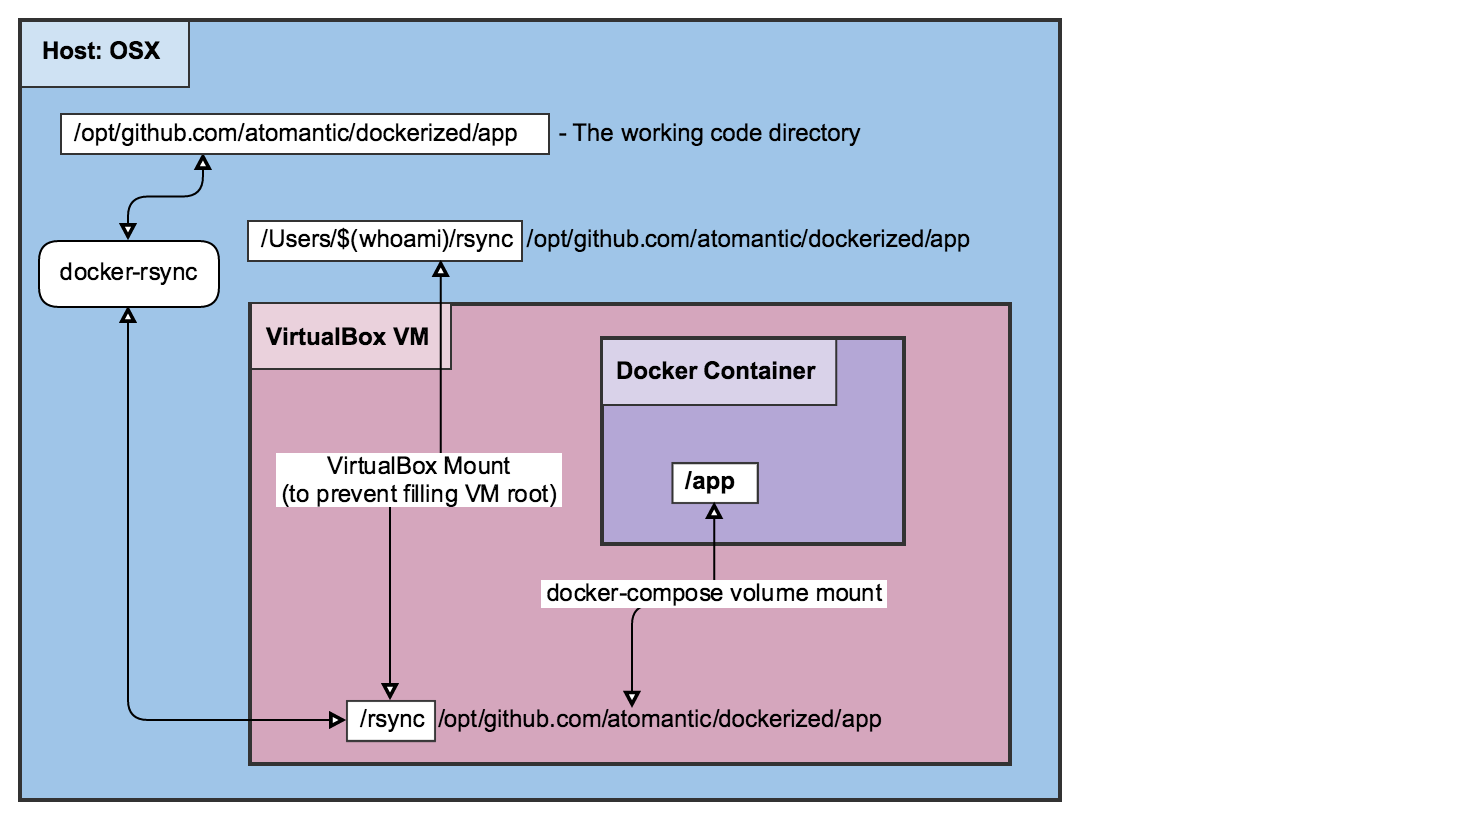 Host: OSX
/opt/github.com/atomantic/dockerized/app - The working code directory
/Users/$(whoami)/rsync /opt/github.com/atomantic/dockerized/app
docker-rsync
VirtualBox VM
Docker Container
VirtualBox Mount
(to prevent filling VM root)
/app
docker-compose volume mount
/rsync /opt/github.com/atomantic/dockerized/app